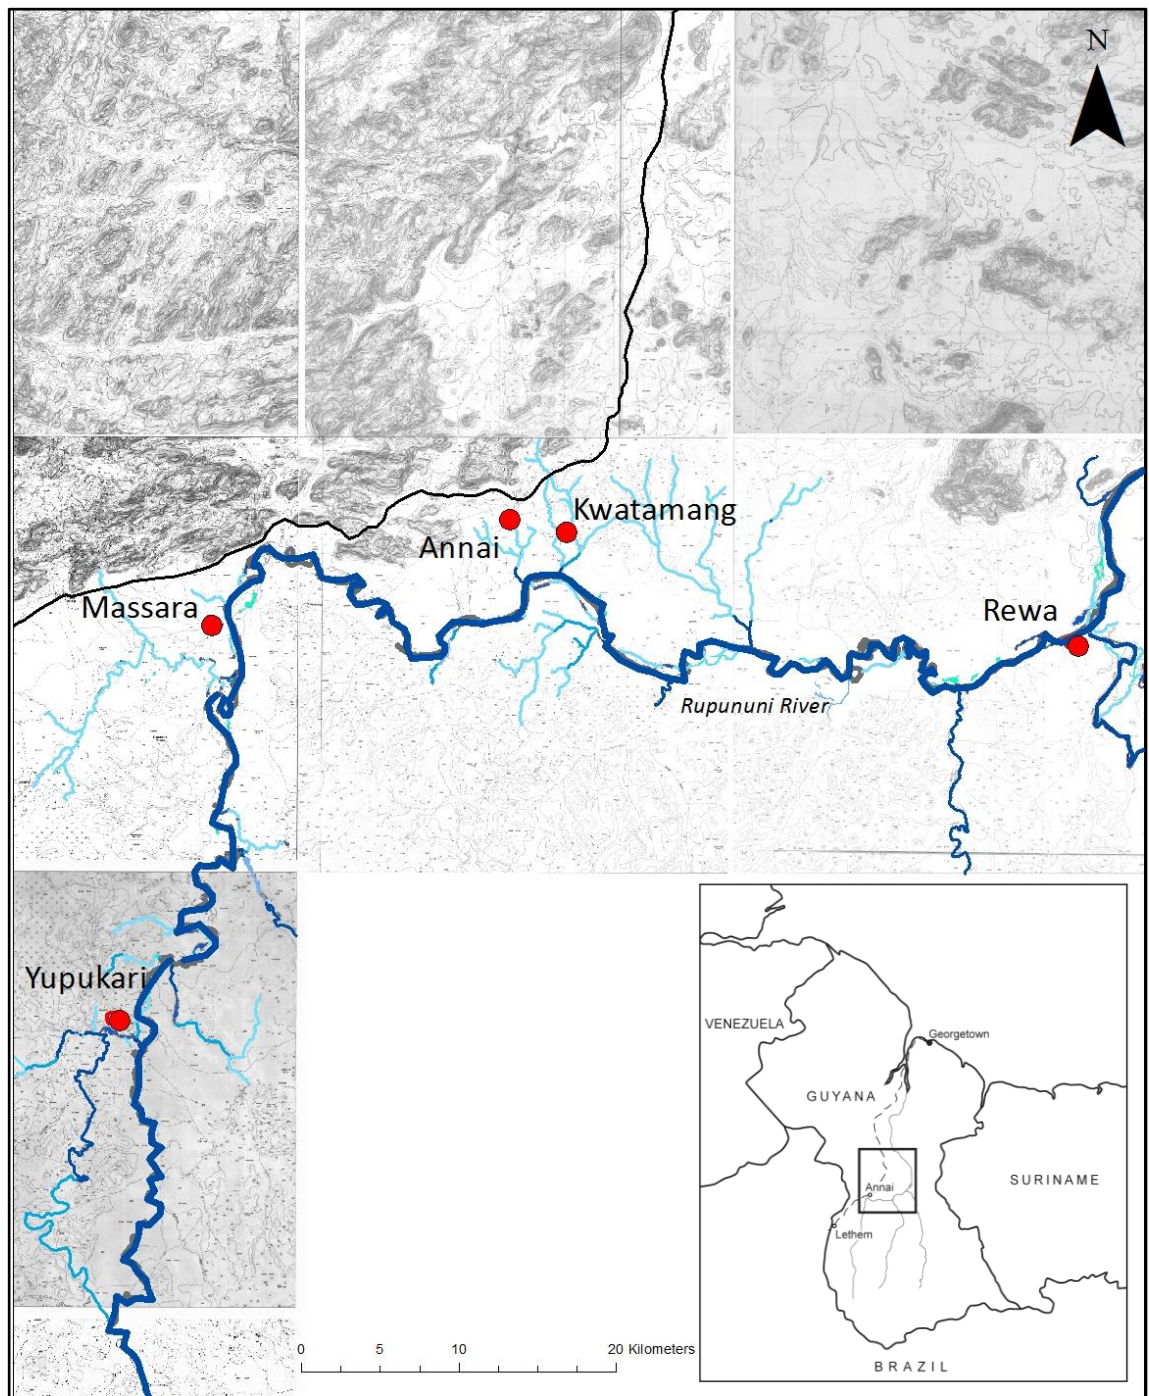 N
Kwatamang
Annai
Massara
Rewa
Rupununi River
Yupukari
VENEZUELA
Georgetown
GUYANA
SURINAME
Annai
Lethem
BRAZIL
0 5 10 20 Kilometers